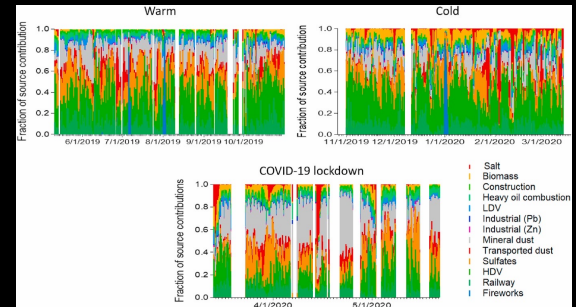 Warm
Fraction of source contribution
1.0
0.8
0.6
0.4
0.2
0.0
6/1/2019 7/1/2019 8/1/2019 9/1/2019 10/1/2019
Cold
Fraction of source contribution
1.0
0.8
0.6
0.4
0.2
0.0
11/1/2019 12/1/2019 1/1/2020 2/1/2020 3/1/2020
COVID-19 lockdown
Fraction of source contributions
1.0
0.8
0.6
0.4
0.2
0.0
4/1/2020 5/1/2020
Salt
Biomass
Construction
Heavy oil combustion
LDV
Industrial (Pb)
Industrial (Zn)
Mineral dust
Transported dust
Sulfates
HDV
Railway
Fireworks